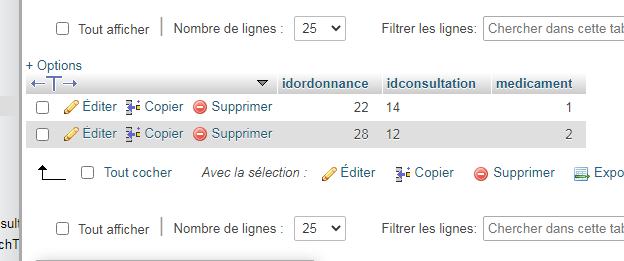 Tout afficher | Nombre de lignes : 25 Filtrer les lignes: Chercher dans cette tab
+ Options
←T→ ▼ idordonnance idconsultation medicament
Éditer Copier Supprimer 22 14 1
Éditer Copier Supprimer 28 12 2
Tout cocher Avec la sélection : Éditer Copier Supprimer Expo
sult
Tout afficher | Nombre de lignes : 25 Filtrer les lignes: Chercher dans cette tab
chT